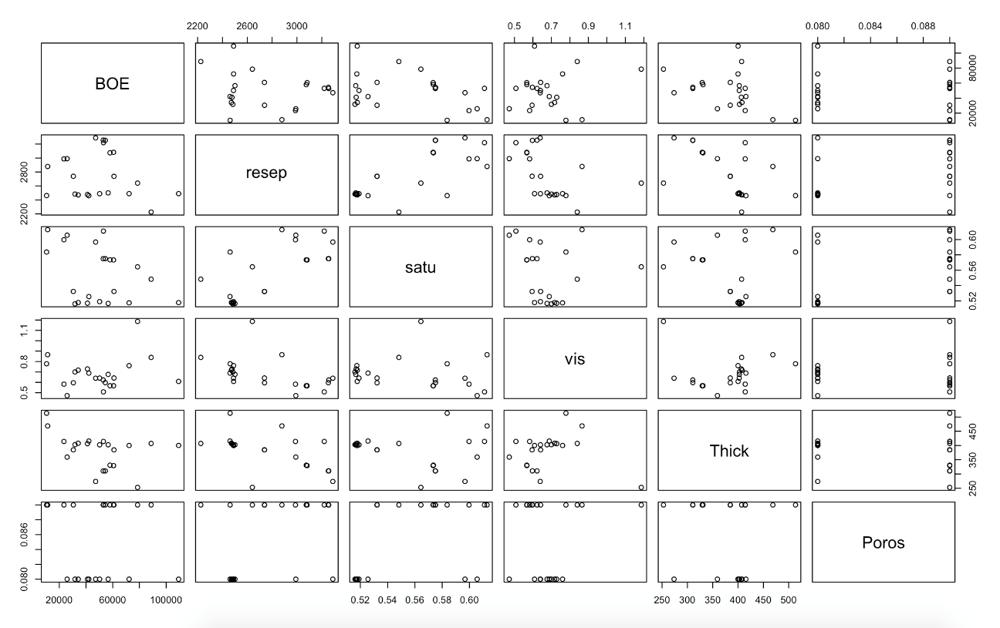 2200 2600 3000 0.5 0.7 0.9 1.1 0.080 0.084 0.088
BOE
20000 80000
2200 2800
resep
satu
0.52 0.56 0.60
0.5 0.8 1.1
vis
Thick
250 350 450
0.080 0.086
Poros
20000 60000 100000 0.52 0.54 0.56 0.58 0.60 250 300 350 400 450 500